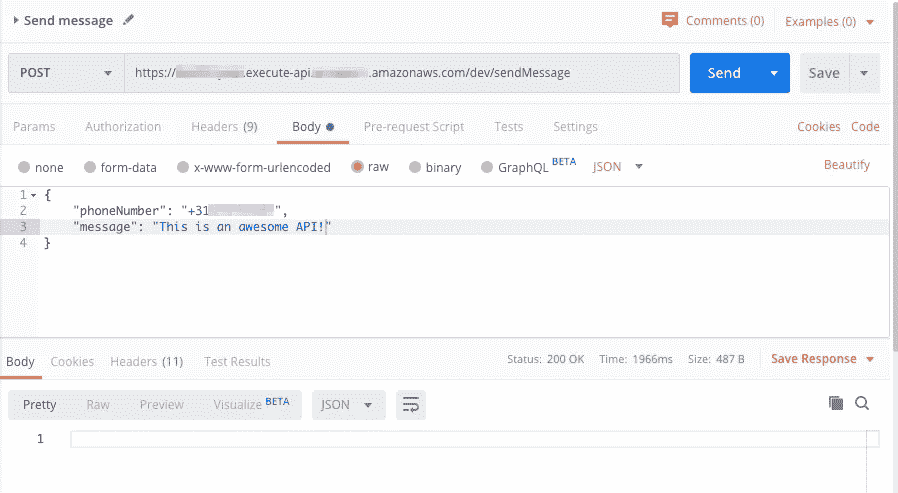 Send message
Comments (0) Examples (0)
POST https:// .execute-api. .amazonaws.com/dev/sendMessage Send Save
Params Authorization Headers (9) Body Pre-request Script Tests Settings Cookies Code
none form-data x-www-form-urlencoded raw binary GraphQL BETA JSON Beautify
1 {
2 "phoneNumber": "+31 ",
3 "message": "This is an awesome API!"
4 }
Body Cookies Headers (11) Test Results Status: 200 OK Time: 1966ms Size: 487 B Save Response
Pretty Raw Preview Visualize BETA JSON
1